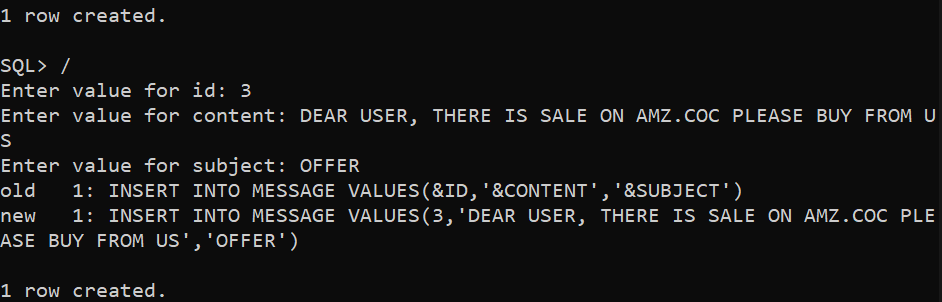 1 row created.
SQL> /
Enter value for id: 3
Enter value for content: DEAR USER, THERE IS SALE ON AMZ.COC PLEASE BUY FROM U
S
Enter value for subject: OFFER
old   1: INSERT INTO MESSAGE VALUES(&ID,'&CONTENT','&SUBJECT')
new   1: INSERT INTO MESSAGE VALUES(3,'DEAR USER, THERE IS SALE ON AMZ.COC PLE
ASE BUY FROM US','OFFER')
1 row created.